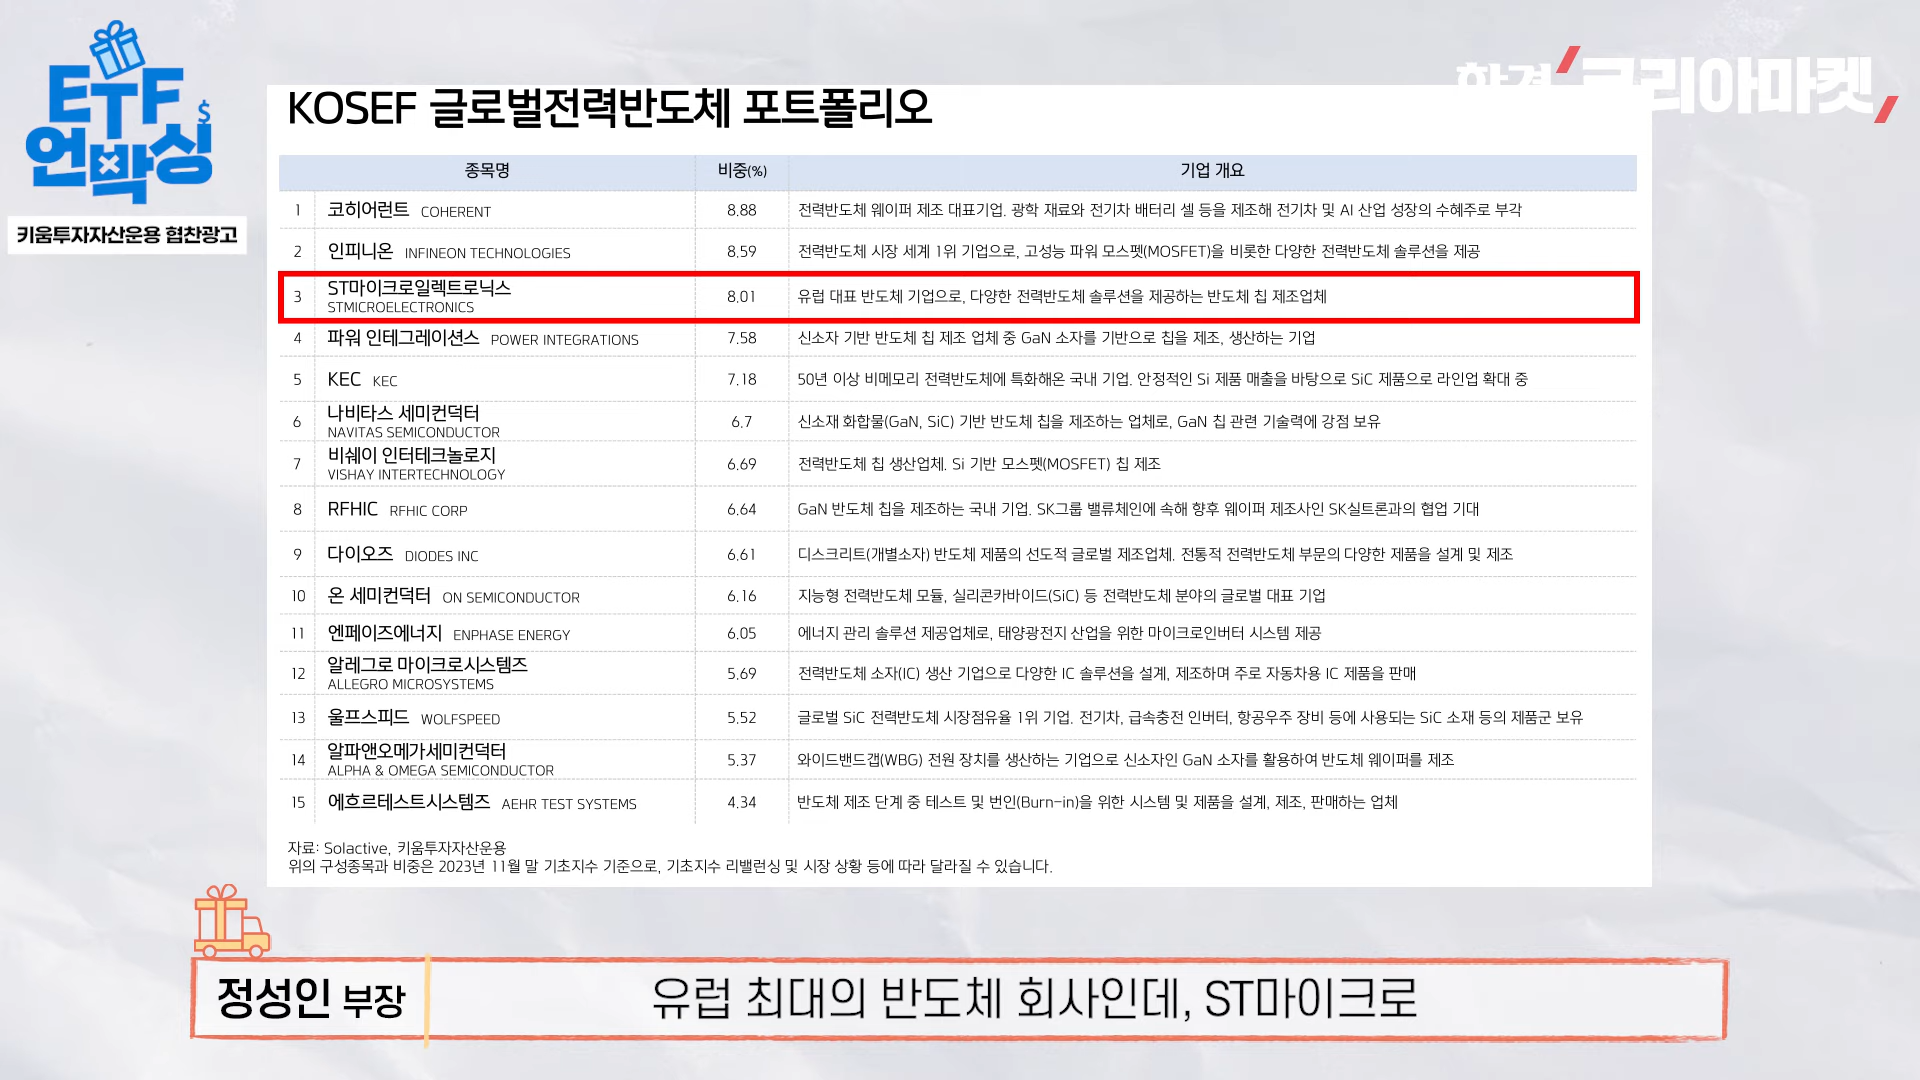 ETF
언박싱
$
키움투자자산운용 협찬광고
한경 코리아마켓
KOSEF 글로벌전력반도체 포트폴리오
종목명 비중(%) 기업 개요
1 코히어런트 COHERENT 8.88 전력반도체 웨이퍼 제조 대표기업. 광학 재료와 전기차 배터리 셀 등을 제조해 전기차 및 AI 산업 성장의 수혜주로 부각
2 인피니온 INFINEON TECHNOLOGIES 8.59 전력반도체 시장 세계 1위 기업으로, 고성능 파워 모스펫(MOSFET)을 비롯한 다양한 전력반도체 솔루션을 제공
3 ST마이크로일렉트로닉스 STMICROELECTRONICS 8.01 유럽 대표 반도체 기업으로, 다양한 전력반도체 솔루션을 제공하는 반도체 칩 제조업체
4 파워 인테그레이션스 POWER INTEGRATIONS 7.58 신소자 기반 반도체 칩 제조 업체 중 GaN 소자를 기반으로 칩을 제조, 생산하는 기업
5 KEC KEC 7.18 50년 이상 비메모리 전력반도체에 특화해온 국내 기업. 안정적인 Si 제품 매출을 바탕으로 SiC 제품으로 라인업 확대 중
6 나비타스 세미컨덕터 NAVITAS SEMICONDUCTOR 6.7 신소재 화합물(GaN, SiC) 기반 반도체 칩을 제조하는 업체로, GaN 칩 관련 기술력에 강점 보유
7 비쉐이 인터테크놀로지 VISHAY INTERTECHNOLOGY 6.69 전력반도체 칩 생산업체. Si 기반 모스펫(MOSFET) 칩 제조
8 RFHIC RFHIC CORP 6.64 GaN 반도체 칩을 제조하는 국내 기업. SK그룹 밸류체인에 속해 향후 웨이퍼 제조사인 SK실트론과의 협업 기대
9 다이오즈 DIODES INC 6.61 디스크리트(개별소자) 반도체 제품의 선도적 글로벌 제조업체. 전통적 전력반도체 부문의 다양한 제품을 설계 및 제조
10 온 세미컨덕터 ON SEMICONDUCTOR 6.16 지능형 전력반도체 모듈, 실리콘카바이드(SiC) 등 전력반도체 분야의 글로벌 대표 기업
11 엔페이즈에너지 ENPHASE ENERGY 6.05 에너지 관리 솔루션 제공업체로, 태양광전지 산업을 위한 마이크로인버터 시스템 제공
12 알레그로 마이크로시스템즈 ALLEGRO MICROSYSTEMS 5.69 전력반도체 소자(IC) 생산 기업으로 다양한 IC 솔루션을 설계, 제조하며 주로 자동차용 IC 제품을 판매
13 울프스피드 WOLFSPEED 5.52 글로벌 SiC 전력반도체 시장점유율 1위 기업. 전기차, 급속충전 인버터, 항공우주 장비 등에 사용되는 SiC 소재 등의 제품군 보유
14 알파앤오메가세미컨덕터 ALPHA & OMEGA SEMICONDUCTOR 5.37 와이드밴드갭(WBG) 전원 장치를 생산하는 기업으로 신소자인 GaN 소자를 활용하여 반도체 웨이퍼를 제조
15 에흐르테스트시스템즈 AEHR TEST SYSTEMS 4.34 반도체 제조 단계 중 테스트 및 번인(Burn-in)을 위한 시스템 및 제품을 설계, 제조, 판매하는 업체
자료: Solactive, 키움투자자산운용
위의 구성종목과 비중은 2023년 11월 말 기초지수 기준으로, 기초지수 리밸런싱 및 시장 상황 등에 따라 달라질 수 있습니다.
정성인 부장 유럽 최대의 반도체 회사인데, ST마이크로